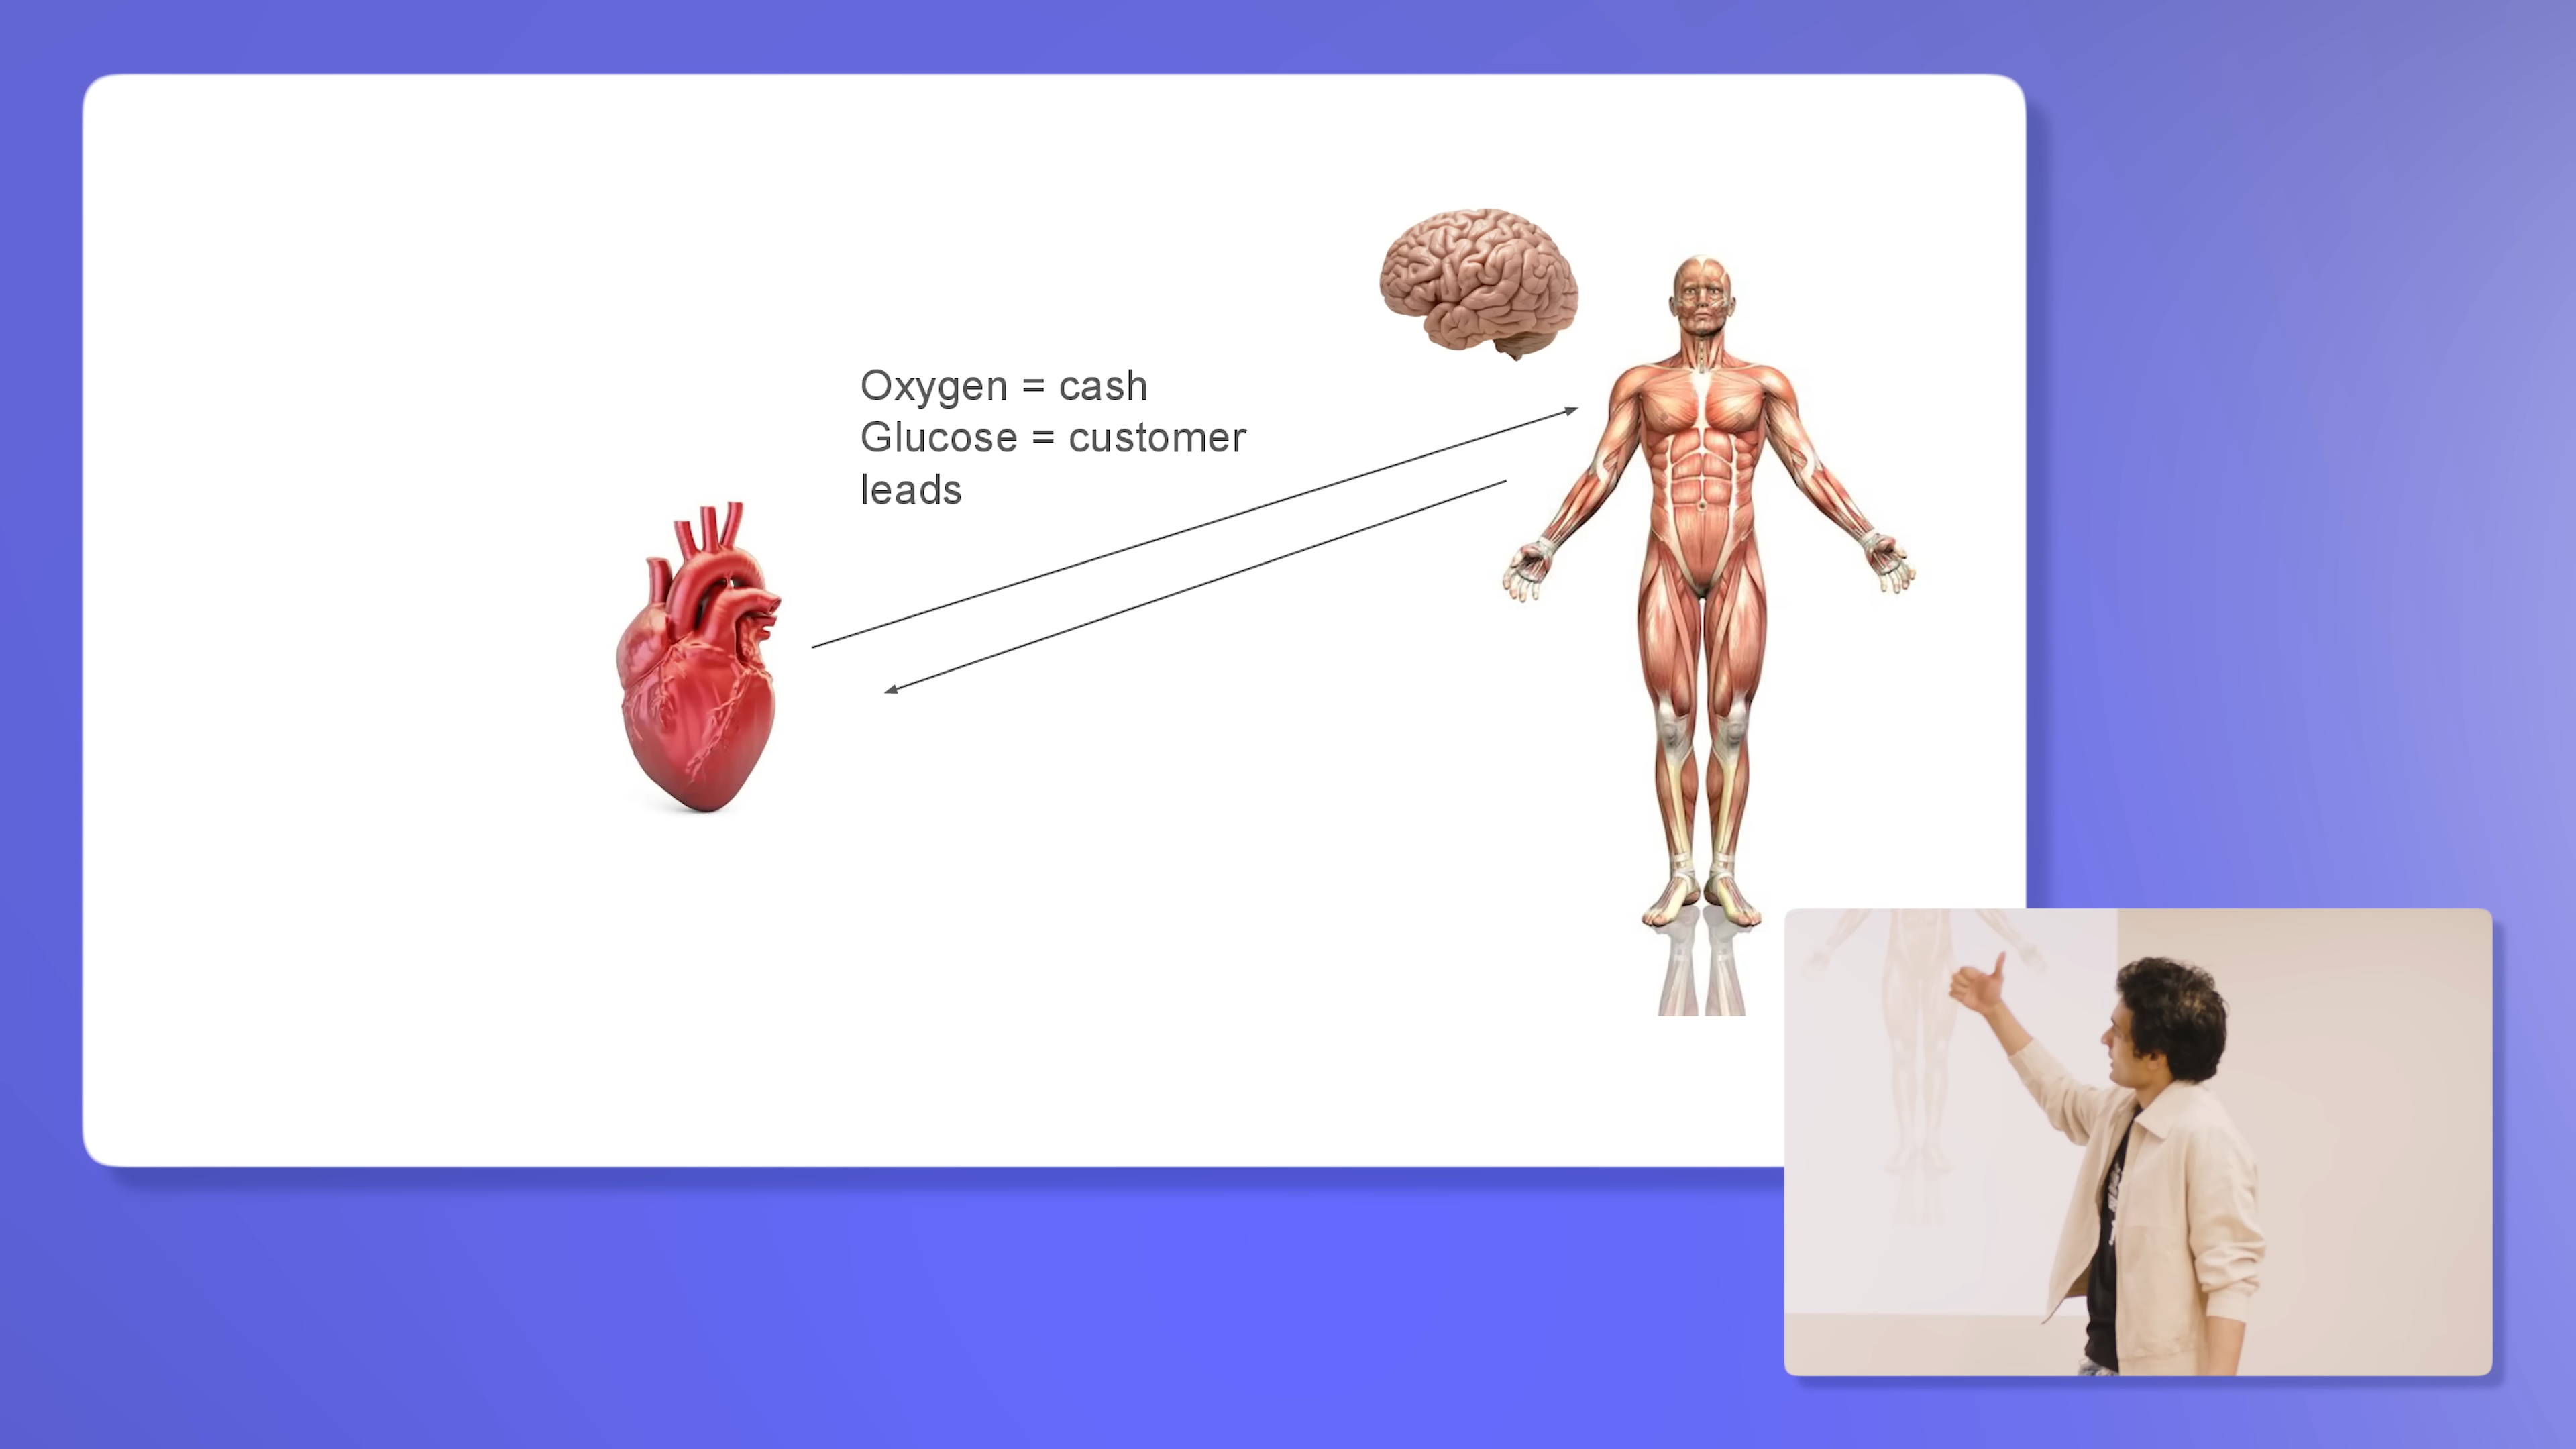 Oxygen = cash
Glucose = customer
leads